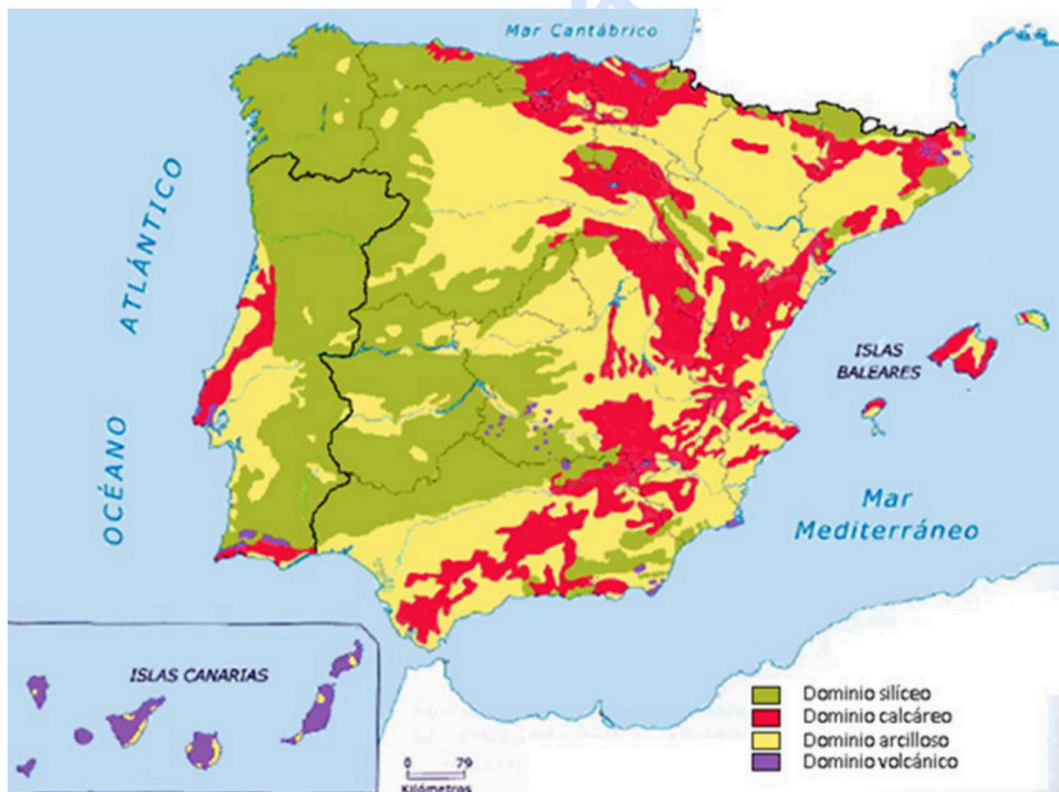 Mar Cantábrico
ATLÁNTICO
OCÉANO
ISLAS
BALEARES
Mar
Mediterráneo
ISLAS CANARIAS
Dominio silíceo
Dominio calcáreo
Dominio arcilloso
Dominio volcánico
0 79
Kilómetros